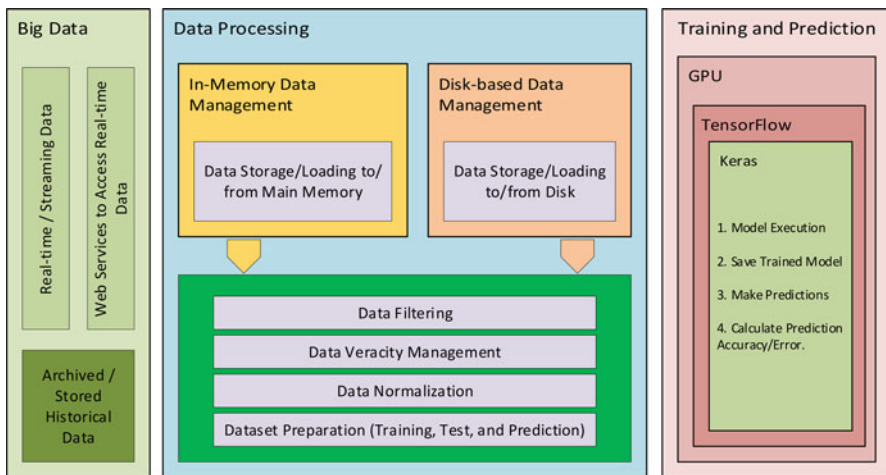 Big Data
Real-time / Streaming Data
Web Services to Access Real-time
Data
Archived /
Stored
Historical
Data
Data Processing
In-Memory Data
Management
Data Storage/Loading to/
from Main Memory
Disk-based Data
Management
Data Storage/Loading
to/from Disk
Data Filtering
Data Veracity Management
Data Normalization
Dataset Preparation (Training, Test, and Prediction)
Training and Prediction
GPU
TensorFlow
Keras
1. Model Execution
2. Save Trained Model
3. Make Predictions
4. Calculate Prediction
Accuracy/Error.